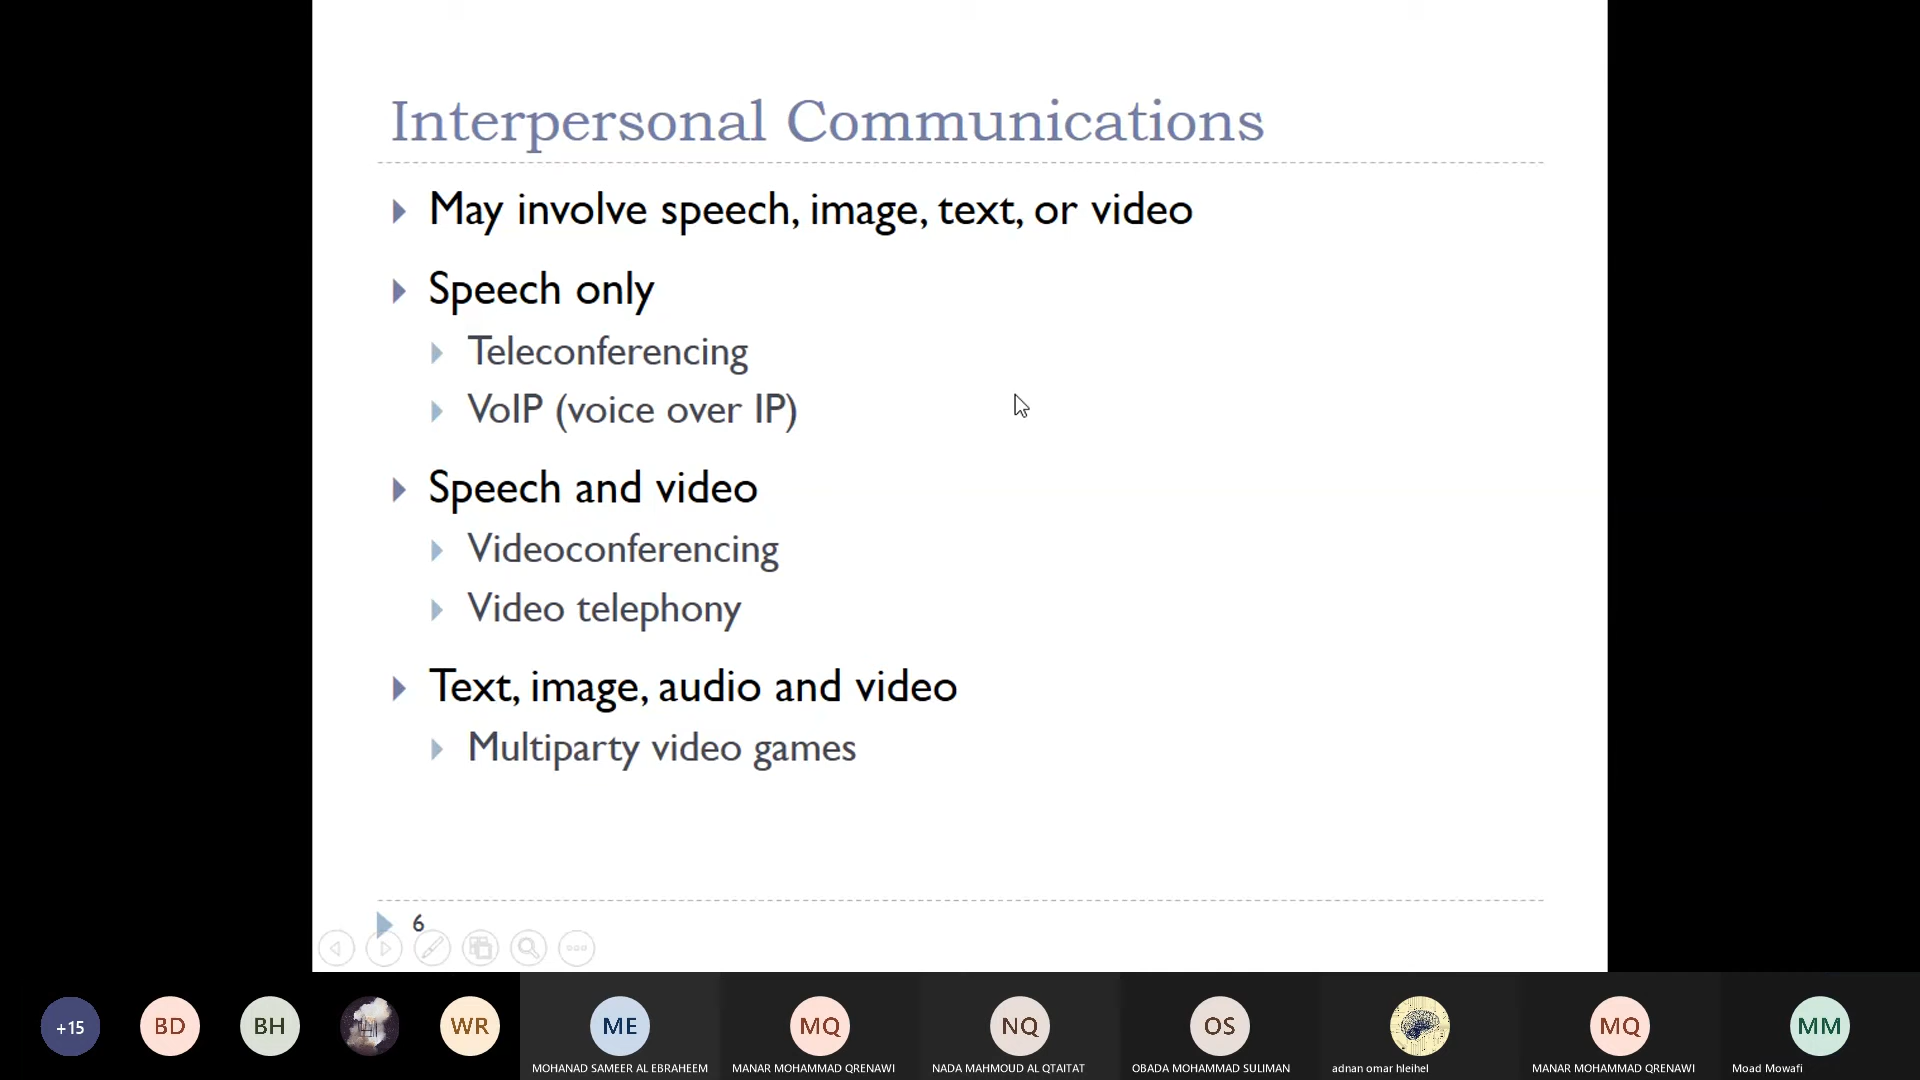 Interpersonal Communications
May involve speech, image, text, or video
Speech only
Teleconferencing
VoIP (voice over IP)
Speech and video
Videoconferencing
Video telephony
Text, image, audio and video
Multiparty video games
6
+15
BD
BH
WR
ME
MQ
NQ
OS
MQ
MM
MOHANAD SAMEER AL EBRAHEEM
MANAR MOHAMMAD QRENAWI
NADA MAHMOUD AL QTAITAT
OBADA MOHAMMAD SULIMAN
adnan omar hleihel
MANAR MOHAMMAD QRENAWI
Moad Mowafi